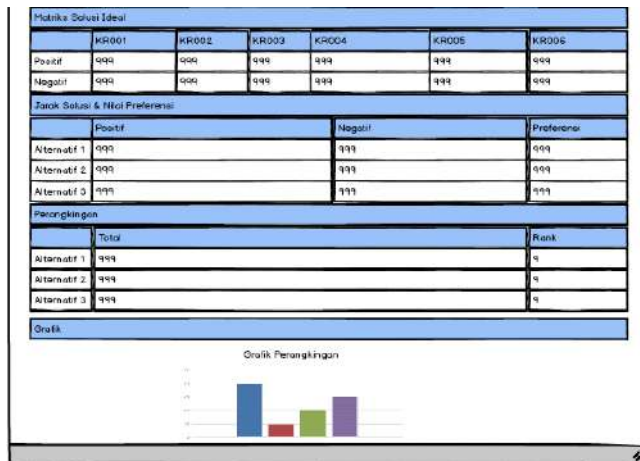 Matriks Solusi Ideal
KR001 KR002 KR003 KR004 KR005 KR006
Positif 999 999 999 999 999 999
Negatif 999 999 999 999 999 999
Jarak Solusi & Nilai Preferensi
Positif Negatif Preferensi
Alternatif 1 999 999 999
Alternatif 2 999 999 999
Alternatif 3 999 999 999
Perangkingan
Total Rank
Alternatif 1 999 9
Alternatif 2 999 9
Alternatif 3 999 9
Grafik
Grafik Perangkingan